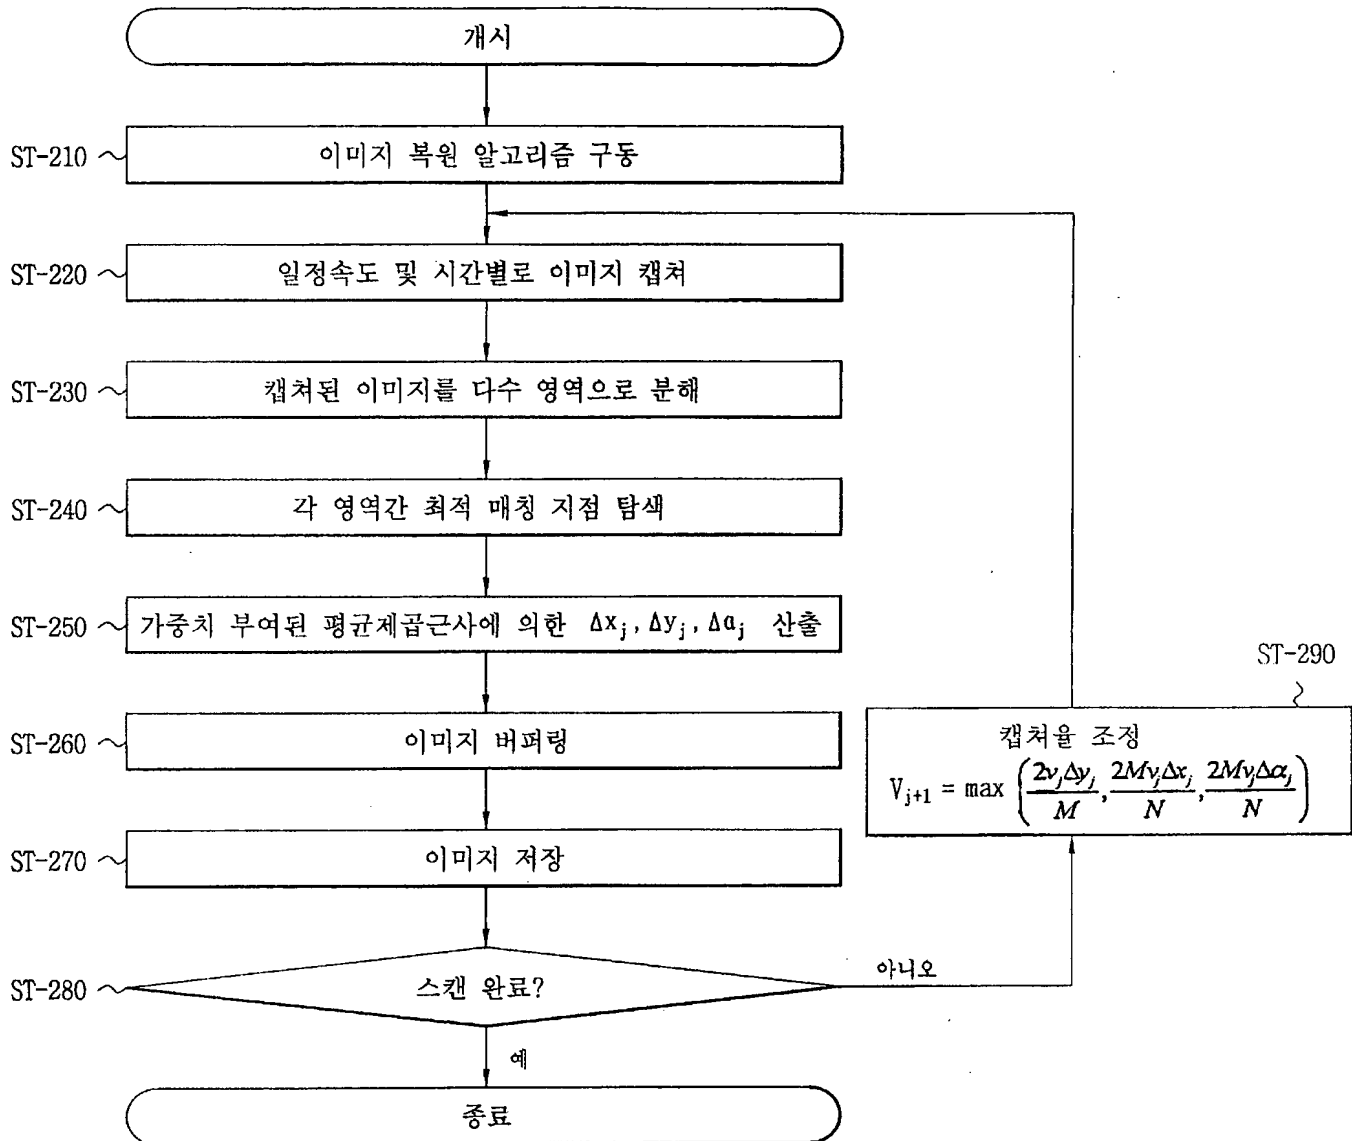 개시
ST-210
이미지 복원 알고리즘 구동
ST-220
일정속도 및 시간별로 이미지 캡쳐
ST-230
캡쳐된 이미지를 다수 영역으로 분해
ST-240
각 영역간 최적 매칭 지점 탐색
ST-250
가중치 부여된 평균제곱근사에 의한 Δx_j, Δy_j, Δα_j 산출
ST-260
이미지 버퍼링
ST-270
이미지 저장
ST-280
스캔 완료?
아니오
ST-290
캡쳐율 조정
V_{j+1} = max (2v_jΔy_j/M, 2Mv_jΔx_j/N, 2Mv_jΔα_j/N)
예
종료